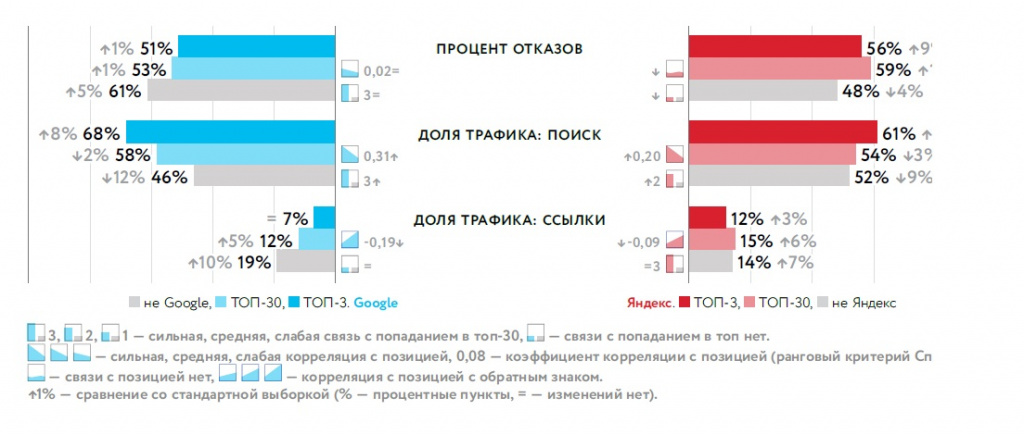 ↑1% 51% ПРОЦЕНТ ОТКАЗОВ 56% ↑9
↑1% 53% 0,02= ↓ 59% ↑
↑5% 61% 3= ↓ 48% ↓4%
↑8% 68% ДОЛЯ ТРАФИКА: ПОИСК 61% ↑
↓2% 58% 0,31↑ ↑0,20 54% ↓3%
↓12% 46% 3↑ ↑2 52% ↓9%
= 7% ДОЛЯ ТРАФИКА: ССЫЛКИ 12% ↑3%
↑5% 12% -0,19↓ ↓-0,09 15% ↑6%
↑10% 19% = =3 14% ↑7%
не Google, ТОП-30, ТОП-3. Google Яндекс. ТОП-3, ТОП-30, не Яндекс
3, 2, 1 — сильная, средняя, слабая связь с попаданием в топ-30, — связи с попаданием в топ нет.
— сильная, средняя, слабая корреляция с позицией, 0,08 — коэффициент корреляции с позицией (ранговый критерий Сп
— связи с позицией нет, — корреляция с позицией с обратным знаком.
↑1% — сравнение со стандартной выборкой (% — процентные пункты, = — изменений нет).